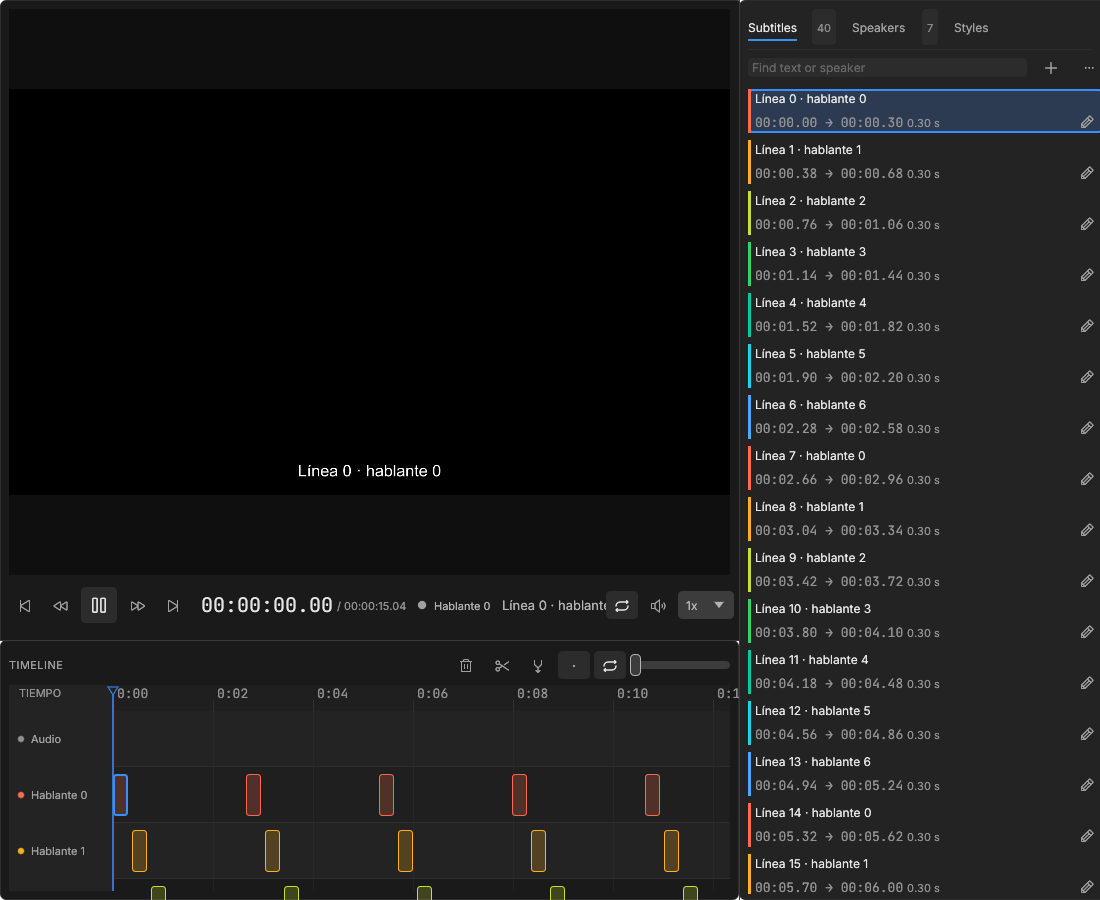 Línea 0 · hablante 0
00:00:00.00 / 00:00:15.04 Hablante 0 Línea 0 · hablante 1x
TIMELINE
TIEMPO 0:00 0:02 0:04 0:06 0:08 0:10 0:1
Audio
Hablante 0
Hablante 1
Subtitles 40 Speakers 7 Styles
Find text or speaker
Línea 0 · hablante 0
00:00.00 → 00:00.30 0.30 s
Línea 1 · hablante 1
00:00.38 → 00:00.68 0.30 s
Línea 2 · hablante 2
00:00.76 → 00:01.06 0.30 s
Línea 3 · hablante 3
00:01.14 → 00:01.44 0.30 s
Línea 4 · hablante 4
00:01.52 → 00:01.82 0.30 s
Línea 5 · hablante 5
00:01.90 → 00:02.20 0.30 s
Línea 6 · hablante 6
00:02.28 → 00:02.58 0.30 s
Línea 7 · hablante 0
00:02.66 → 00:02.96 0.30 s
Línea 8 · hablante 1
00:03.04 → 00:03.34 0.30 s
Línea 9 · hablante 2
00:03.42 → 00:03.72 0.30 s
Línea 10 · hablante 3
00:03.80 → 00:04.10 0.30 s
Línea 11 · hablante 4
00:04.18 → 00:04.48 0.30 s
Línea 12 · hablante 5
00:04.56 → 00:04.86 0.30 s
Línea 13 · hablante 6
00:04.94 → 00:05.24 0.30 s
Línea 14 · hablante 0
00:05.32 → 00:05.62 0.30 s
Línea 15 · hablante 1
00:05.70 → 00:06.00 0.30 s